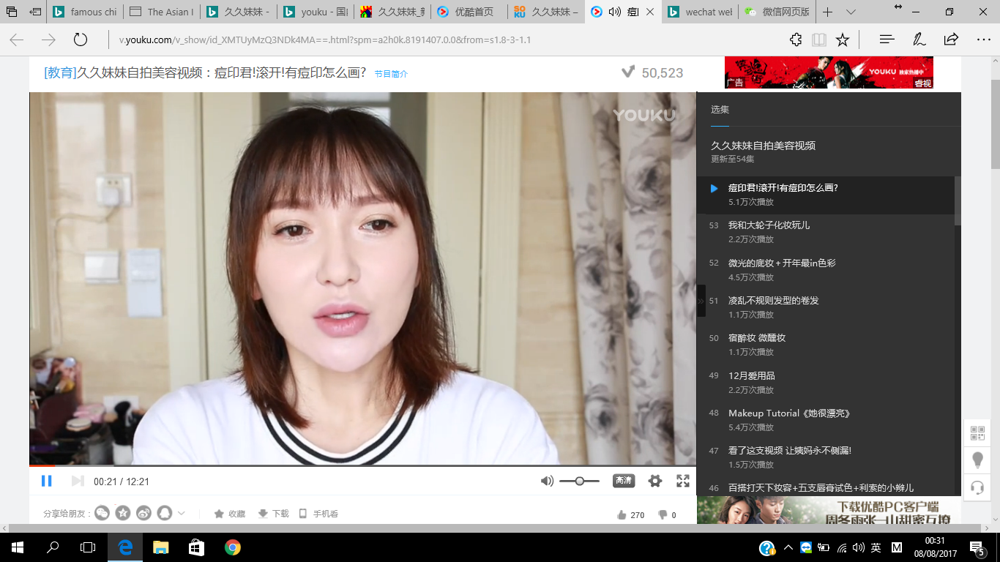 famous chi
The Asian I
久久妹妹 -
youku - 国
久久妹妹_
优酷首页
SO
KU
久久妹妹 –
wechat web
微信网页版
v.youku.com/v_show/id_XMTUyMzQ3NDk4MA==.html?spm=a2h0k.8191407.0.0&from=s1.8-3-1.1
[教育]久久妹妹自拍美容视频：痘印君!滚开!有痘印怎么画? 节目简介
50,523
广告
YOUKU 独家热播中
睿视
YOUKU
选集
久久妹妹自拍美容视频
更新至54集
痘印君!滚开!有痘印怎么画?
5.1万次播放
53 我和大轮子化妆玩儿
2.2万次播放
52 微光的底妆＋开年最in色彩
4.5万次播放
51 凌乱不规则发型的卷发
1.1万次播放
50 宿醉妆 微醺妆
1.1万次播放
49 12月爱用品
2.2万次播放
48 Makeup Tutorial《她很漂亮》
5.4万次播放
47 看了这支视频 让姨妈永不侧漏!
1.5万次播放
46 百搭打天下妆容+五支唇膏试色+利索的小辫儿
00:21 / 12:21
高清
分享给朋友：
收藏
下载
手机看
270
0
下载优酷PC客户端
周冬雨张一山甜蜜互撩
英
M
00:31
08/08/2017
5